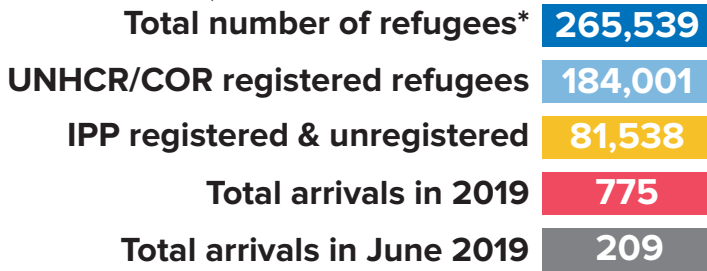 Total number of refugees* 265,539
UNHCR/COR registered refugees 184,001
IPP registered & unregistered 81,538
Total arrivals in 2019 775
Total arrivals in June 2019 209